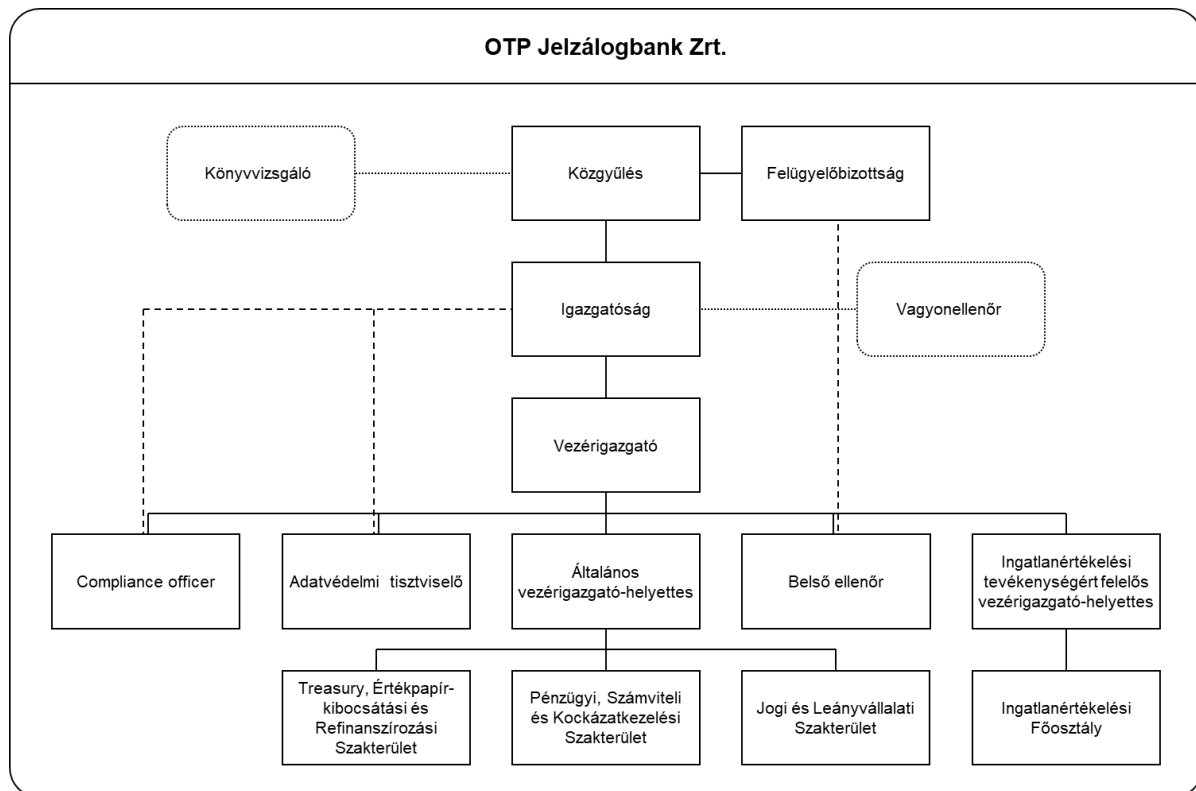 OTP Jelzálogbank Zrt.
Könyvvizsgáló
Közgyűlés
Felügyelőbizottság
Igazgatóság
Vagyonellenőr
Vezérigazgató
Compliance officer
Adatvédelmi tisztviselő
Általános
vezérigazgató-helyettes
Belső ellenőr
Ingatlanértékelési
tevékenységért felelős
vezérigazgató-helyettes
Treasury, Értékpapír-
kibocsátási és
Refinanszírozási
Szakterület
Pénzügyi, Számviteli
és Kockázatkezelési
Szakterület
Jogi és Leányvállalati
Szakterület
Ingatlanértékelési
Főosztály